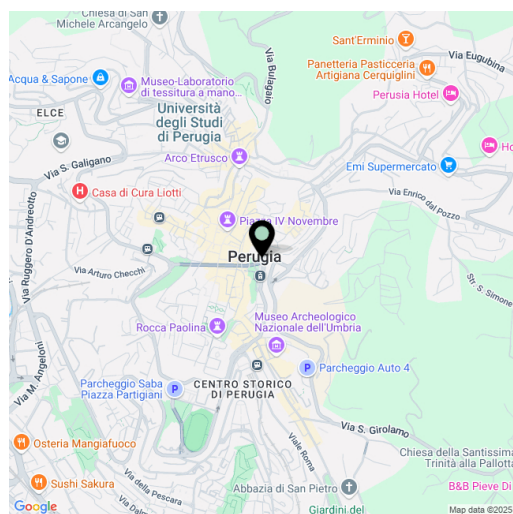 Chiesa di San
Michele Arcangelo
Sant'Erminio
Via Eugubina
Via Bulagaio
Panetteria Pasticceria
Artigiana Cerquiglini
Acqua & Sapone
Museo-Laboratorio
di tessitura a mano...
Perusia Hotel
ELCE
Università
degli Studi
di Perugia
Arco Etrusco
Emi Supermercato
Via S. Galigano
Casa di Cura Liotti
Via Enrico dal Pozzo
Piazza IV Novembre
Via Ruggero D'Andreotto
Perugia
Via Arturo Checchi
Str. S. Simone
Rocca Paolina
Museo Archeologico
Nazionale dell'Umbria
Parcheggio Auto 4
Via M. Angeloni
Parcheggio Saba
Piazza Partigiani
CENTRO STORICO
DI PERUGIA
Via S. Girolamo
Viale Roma
Osteria Mangiafuoco
Chiesa della Santissima
Trinità alla Pallotta
Via della Pescara
Sushi Sakura
Abbazia di San Pietro
B&B Pieve Di
Google
Via Dalm
Giardini del
Map data ©2025